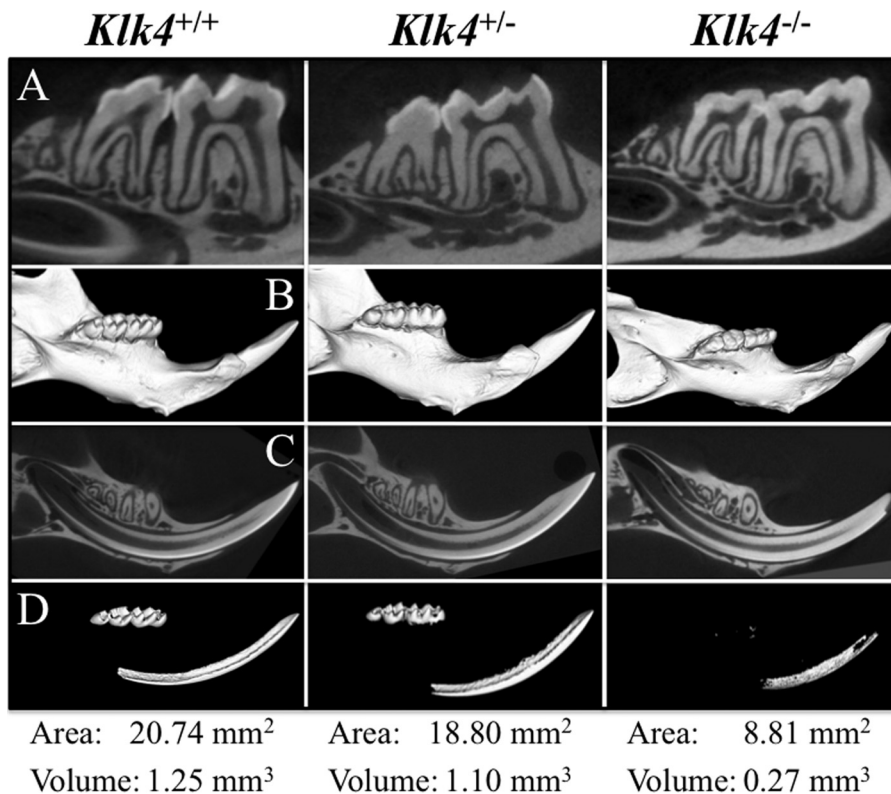 Klk4+/+ Klk4+/- Klk4-/-
A
B
C
D
Area: 20.74 mm2 Area: 18.80 mm2 Area: 8.81 mm2
Volume: 1.25 mm3 Volume: 1.10 mm3 Volume: 0.27 mm3